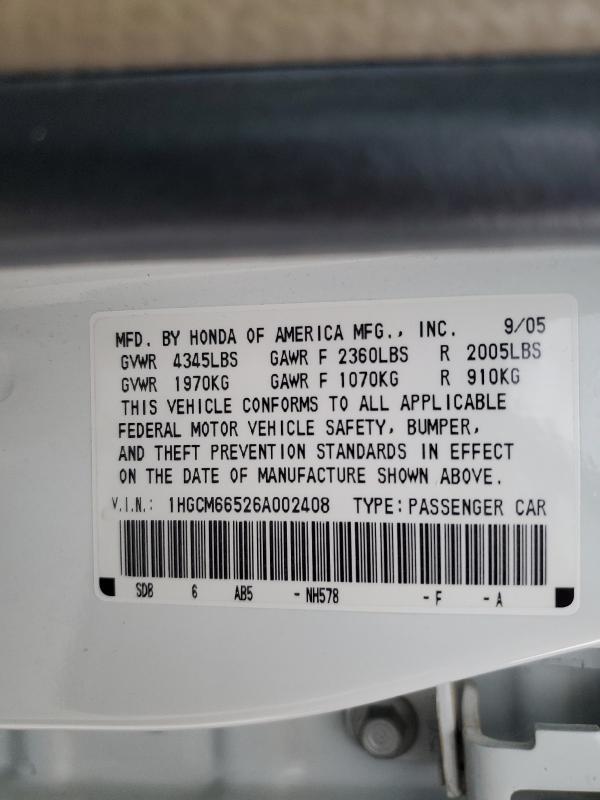 MFD. BY HONDA OF AMERICA MFG., INC. 9/05
GVWR 4345LBS GAWR F 2360LBS R 2005LBS
GVWR 1970KG GAWR F 1070KG R 910KG
THIS VEHICLE CONFORMS TO ALL APPLICABLE
FEDERAL MOTOR VEHICLE SAFETY, BUMPER,
AND THEFT PREVENTION STANDARDS IN EFFECT
ON THE DATE OF MANUFACTURE SHOWN ABOVE.
V.I.N.: 1HGCM66526A002408 TYPE: PASSENGER CAR
SDB 6 AB5 - NH578 - F - A